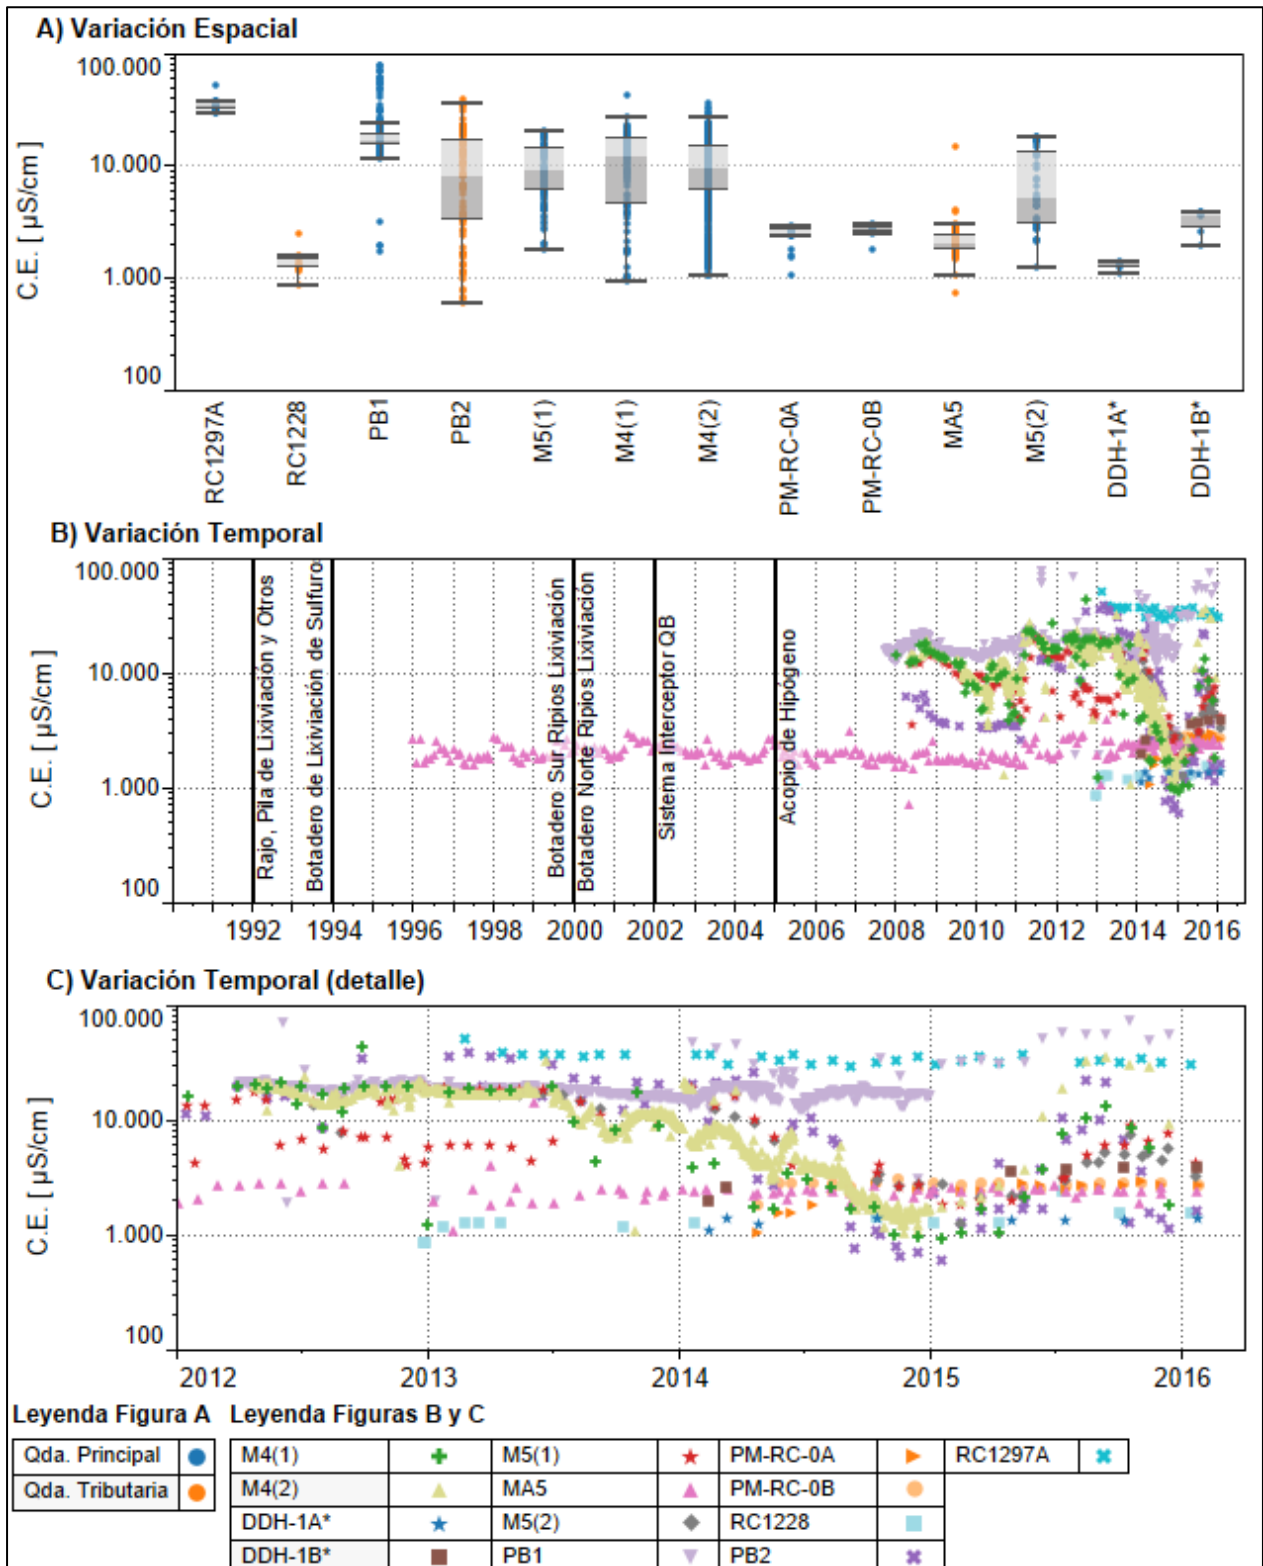 A) Variación Espacial
100.000
10.000
1.000
100
C.E. [ µS/cm ]
RC1297A
RC1228
PB1
PB2
M5(1)
M4(1)
M4(2)
PM-RC-0A
PM-RC-0B
MA5
M5(2)
DDH-1A*
DDH-1B*
B) Variación Temporal
100.000
10.000
1.000
100
C.E. [ µS/cm ]
Rajo, Pila de Lixiviación y Otros
Botadero de Lixiviación de Sulfuro
Botadero Sur Ripios Lixiviación
Botadero Norte Ripios Lixiviación
Sistema Interceptor QB
Acopio de Hipógeno
1992 1994 1996 1998 2000 2002 2004 2006 2008 2010 2012 2014 2016
C) Variación Temporal (detalle)
100.000
10.000
1.000
100
C.E. [ µS/cm ]
2012 2013 2014 2015 2016
Leyenda Figura A Leyenda Figuras B y C
Qda. Principal M4(1) M5(1) PM-RC-0A RC1297A
Qda. Tributaria M4(2) MA5 PM-RC-0B
DDH-1A* M5(2) RC1228
DDH-1B* PB1 PB2